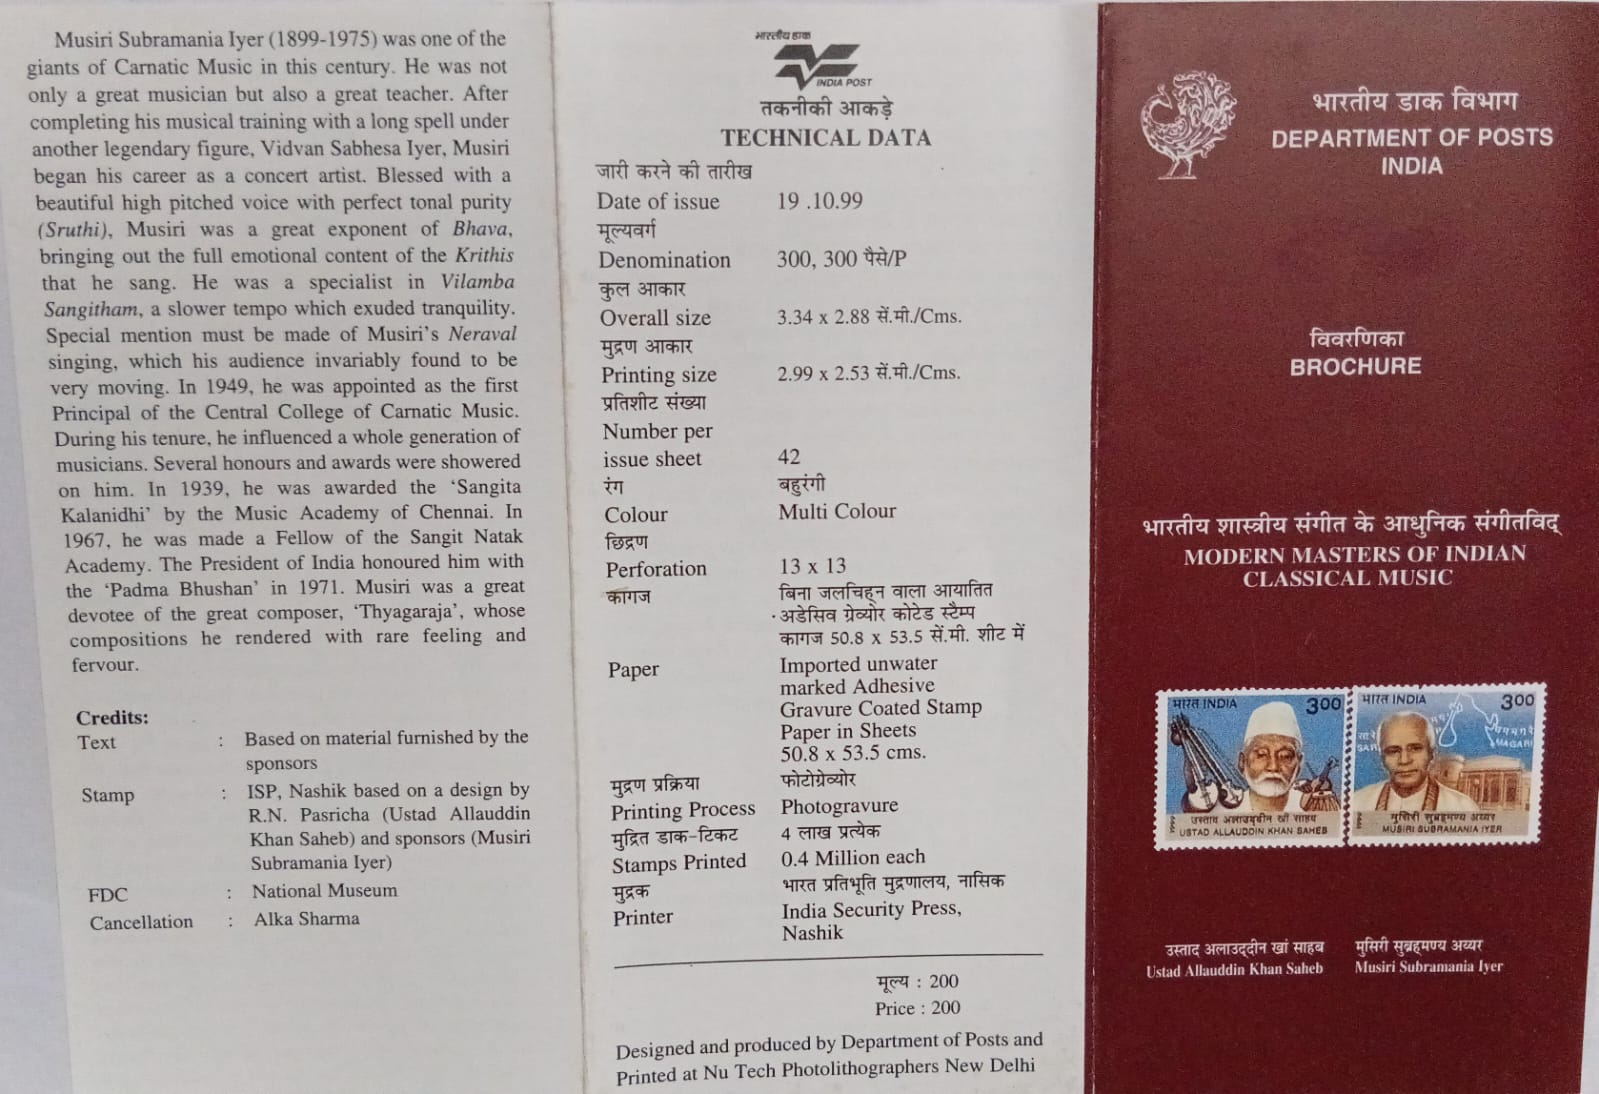 Musiri Subramania Iyer (1899-1975) was one of the
giants of Carnatic Music in this century. He was not
only a great musician but also a great teacher. After
completing his musical training with a long spell under
another legendary figure, Vidvan Sabhesa Iyer, Musiri
began his career as a concert artist. Blessed with a
beautiful high pitched voice with perfect tonal purity
(Sruthi), Musiri was a great exponent of Bhava,
bringing out the full emotional content of the Krithis
that he sang. He was a specialist in Vilamba
Sangitham, a slower tempo which exuded tranquility.
Special mention must be made of Musiri's Neraval
singing, which his audience invariably found to be
very moving. In 1949, he was appointed as the first
Principal of the Central College of Carnatic Music.
During his tenure, he influenced a whole generation of
musicians. Several honours and awards were showered
on him. In 1939, he was awarded the 'Sangita
Kalanidhi' by the Music Academy of Chennai. In
1967, he was made a Fellow of the Sangit Natak
Academy. The President of India honoured him with
the 'Padma Bhushan' in 1971. Musiri was a great
devotee of the great composer, 'Thyagaraja', whose
compositions he rendered with rare feeling and
fervour.
Credits:
Text : Based on material furnished by the
sponsors
Stamp : ISP, Nashik based on a design by
R.N. Pasricha (Ustad Allauddin
Khan Saheb) and sponsors (Musiri
Subramania Iyer)
FDC : National Museum
Cancellation : Alka Sharma
भारतीय डाक
INDIA POST
तकनीकी आकड़े
TECHNICAL DATA
जारी करने की तारीख
Date of issue 19 .10.99
मूल्यवर्ग
Denomination 300, 300 पैसे/P
कुल आकार
Overall size 3.34 x 2.88 सें.मी./Cms.
मुद्रण आकार
Printing size 2.99 x 2.53 सें.मी./Cms.
प्रतिशीट संख्या
Number per
issue sheet 42
रंग बहुरंगी
Colour Multi Colour
छिद्रण
Perforation 13 x 13
कागज बिना जलचिह्न वाला आयातित
अडेसिव ग्रेव्योर कोटेड स्टैम्प
कागज 50.8 x 53.5 सें.मी. शीट में
Paper Imported unwater
marked Adhesive
Gravure Coated Stamp
Paper in Sheets
50.8 x 53.5 cms.
मुद्रण प्रक्रिया फोटोग्रेव्योर
Printing Process Photogravure
मुद्रित डाक-टिकट 4 लाख प्रत्येक
Stamps Printed 0.4 Million each
मुद्रक भारत प्रतिभूति मुद्रणालय, नासिक
Printer India Security Press,
Nashik
मूल्य : 200
Price : 200
Designed and produced by Department of Posts and
Printed at Nu Tech Photolithographers New Delhi
भारतीय डाक विभाग
DEPARTMENT OF POSTS
INDIA
विवरणिका
BROCHURE
भारतीय शास्त्रीय संगीत के आधुनिक संगीतविद्
MODERN MASTERS OF INDIAN
CLASSICAL MUSIC
भारत INDIA 300
1999
उस्ताद अलाउद्दीन खाँ साहब
USTAD ALLAUDDIN KHAN SAHEB
भारत INDIA 300
1999
मुसिरी सुब्रह्मण्य अय्यर
MUSIRI SUBRAMANIA IYER
उस्ताद अलाउद्दीन खां साहब
Ustad Allauddin Khan Saheb
मुसिरी सुब्रह्मण्य अय्यर
Musiri Subramania Iyer